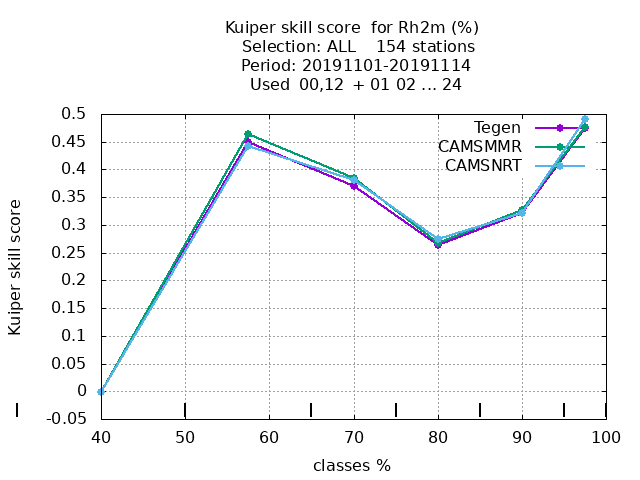 Kuiper skill score  for Rh2m (%)
Selection: ALL    154 stations
Period: 20191101-20191114
Used  00,12  + 01 02 ... 24
0.5
0.45
0.4
0.35
0.3
0.25
0.2
0.15
0.1
0.05
0
-0.05
Kuiper skill score
Tegen
CAMSMMR
CAMSNRT
40 50 60 70 80 90 100
classes %